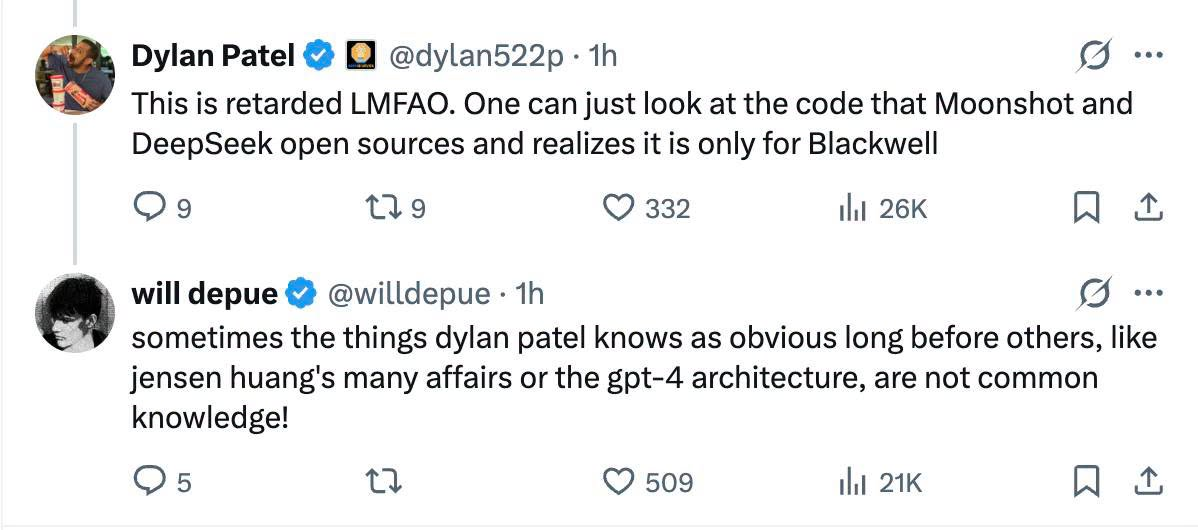 Dylan Patel @dylan522p · 1h
This is retarded LMFAO. One can just look at the code that Moonshot and
DeepSeek open sources and realizes it is only for Blackwell
9 9 332 26K
will depue @willdepue · 1h
sometimes the things dylan patel knows as obvious long before others, like
jensen huang's many affairs or the gpt-4 architecture, are not common
knowledge!
5 509 21K